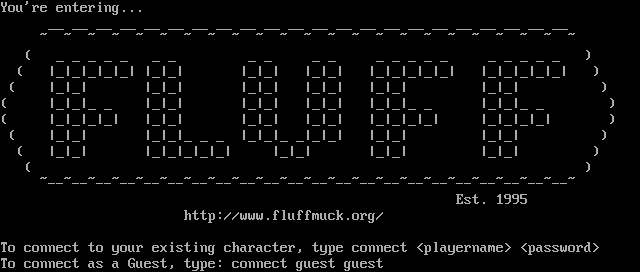 You're entering...
FLUFF
Est. 1995
http://www.fluffmuck.org/
To connect to your existing character, type connect <playername> <password>
To connect as a Guest, type: connect guest guest